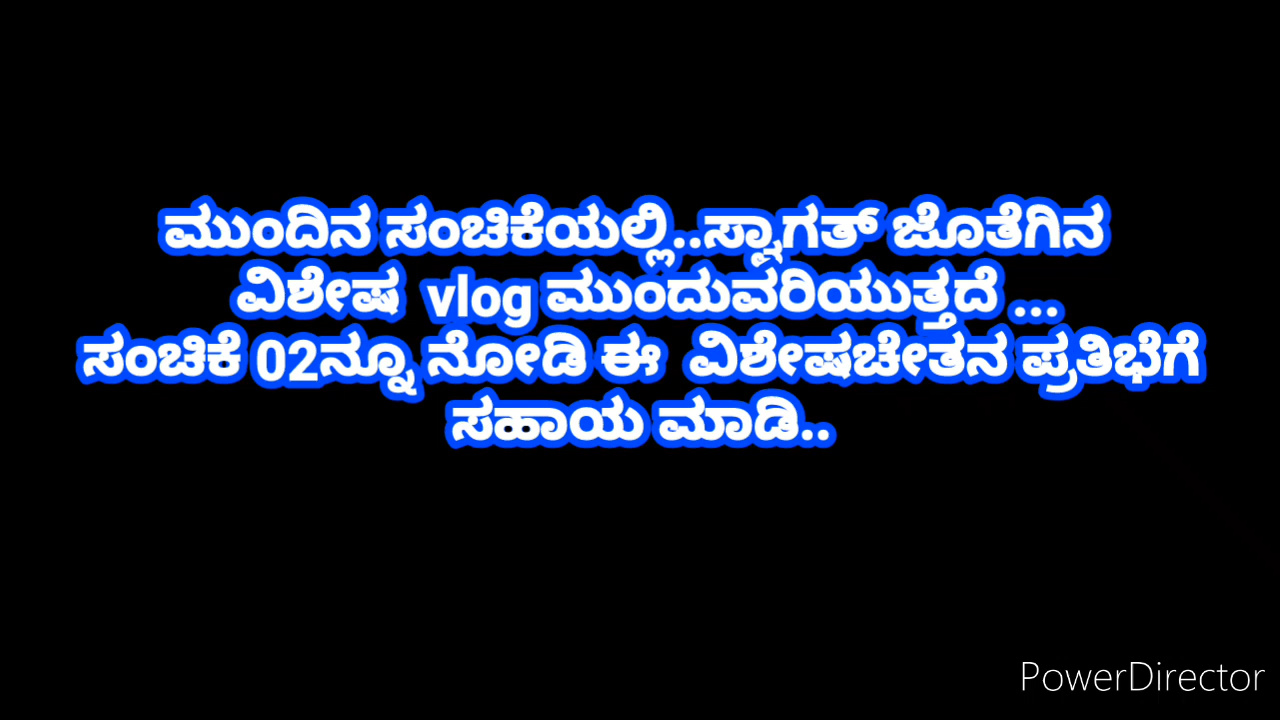 ಮುಂದಿನ ಸಂಚಿಕೆಯಲ್ಲಿ..ಸ್ವಾಗತ್ ಜೊತೆಗಿನ
ವಿಶೇಷ vlog ಮುಂದುವರಿಯುತ್ತದೆ ...
ಸಂಚಿಕೆ 02ನ್ನೂ ನೋಡಿ ಈ ವಿಶೇಷಚೇತನ ಪ್ರತಿಭೆಗೆ
ಸಹಾಯ ಮಾಡಿ..
PowerDirector